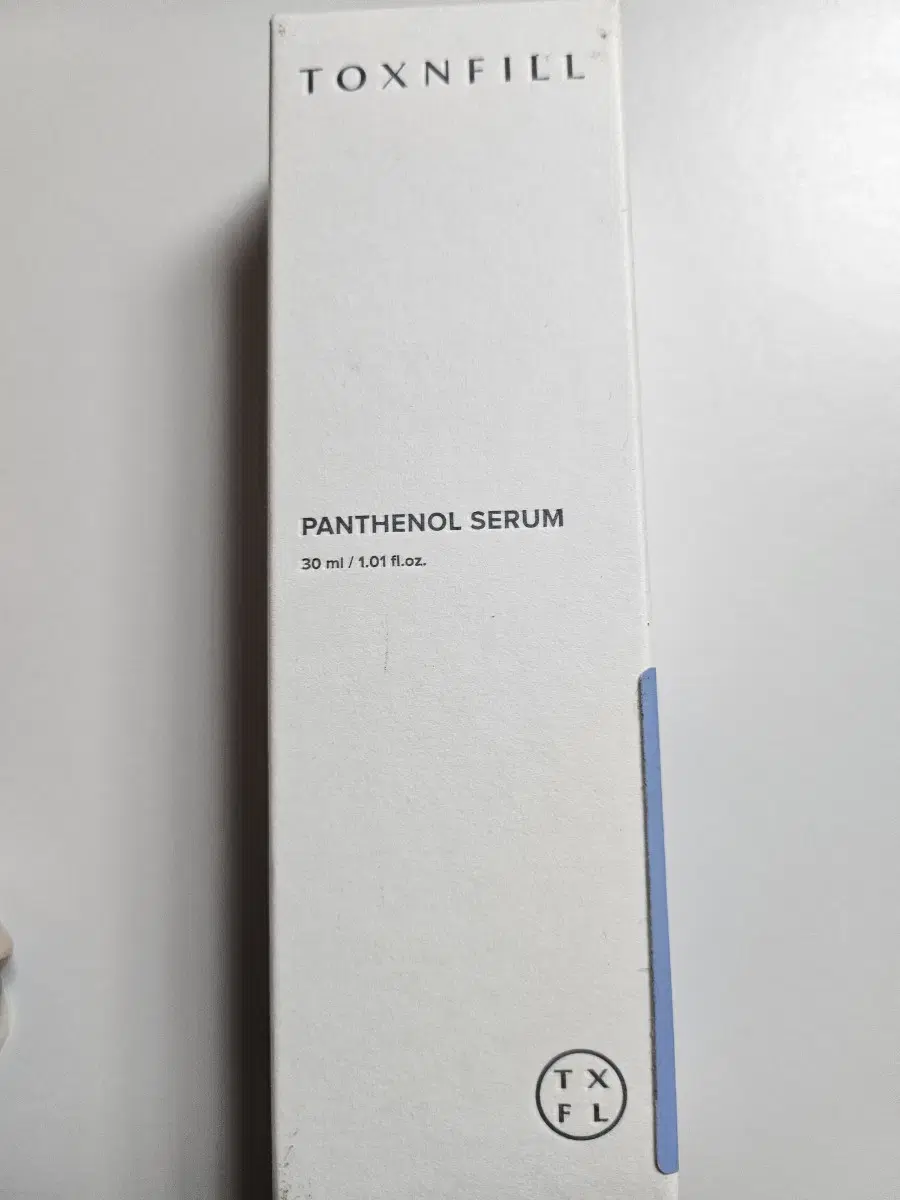 TOXNFILL
PANTHENOL SERUM
30 ml / 1.01 fl.oz.
T X
F L